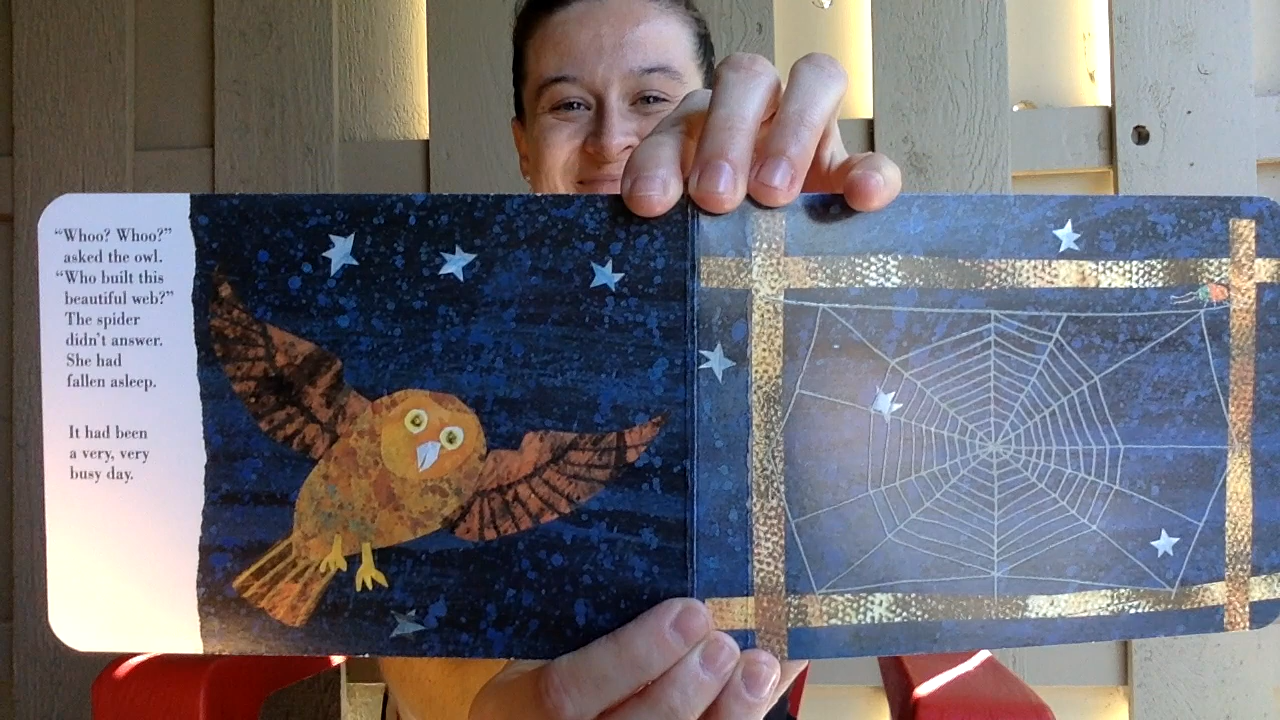 “Whoo? Whoo?”
asked the owl.
“Who built this
beautiful web?”
The spider
didn’t answer.
She had
fallen asleep.
It had been
a very, very
busy day.